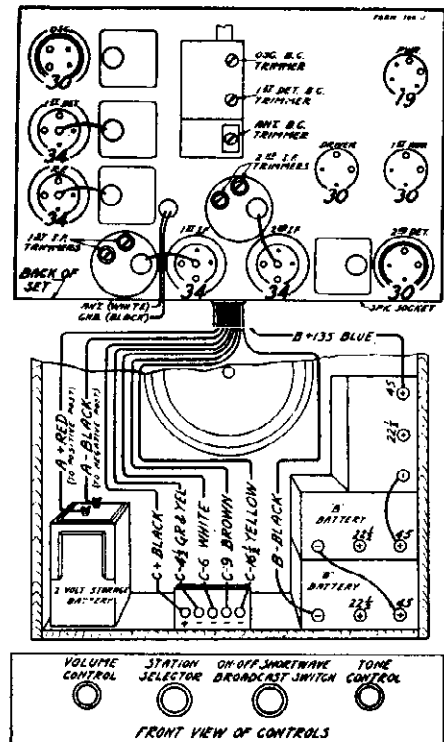 FORM 166 J
OSC.
30
OSC. B.C.
TRIMMER
PWR
19
1ST DET.
34
1ST DET. B.C.
TRIMMER
ANT. B.C.
TRIMMER
2ND I.F.
TRIMMERS
DRIVER
30
30
34
1ST I.F.
TRIMMERS
1ST I.F.
34
2ND I.F.
34
2ND DET.
30
BACK OF
SET
ANT. (WHITE)
GND. (BLACK)
SPK. SOCKET
B+135 BLUE
A+RED
(TO POSITIVE POST)
A-BLACK
(TO NEGATIVE POST)
C+BLACK
C-4½ GR & YEL
C-6 WHITE
C-9 BROWN
C-16½ YELLOW
B-BLACK
45
22½
"B"
BATTERY
22½
45
"B"
BATTERY
22½
45
2 VOLT STORAGE
BATTERY
+ - - - -
VOLUME
CONTROL
STATION
SELECTOR
ON-OFF SHORTWAVE
BROADCAST SWITCH
TONE
CONTROL
FRONT VIEW OF CONTROLS